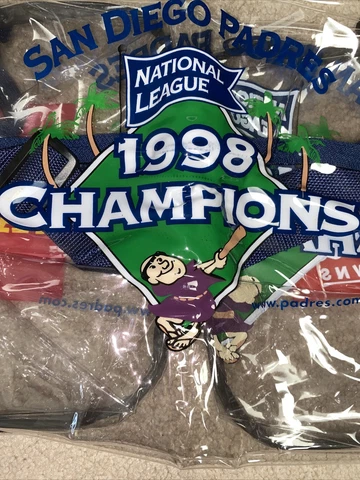 SAN DIEGO PADRES
NATIONAL
LEAGUE
1998
CHAMPIONS
www.padres.com